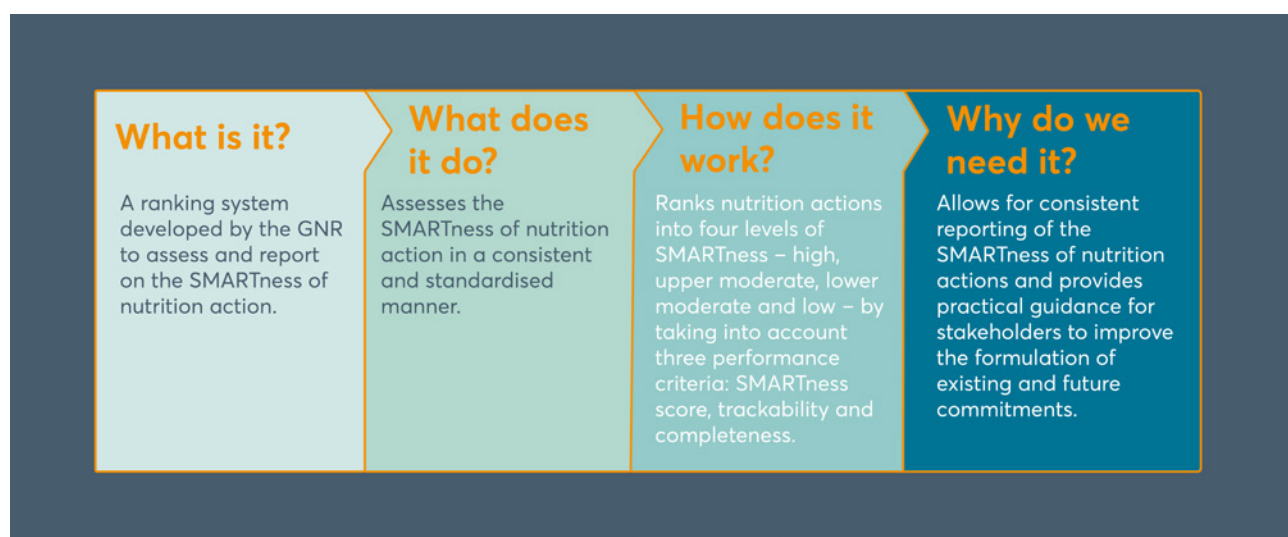 What is it?
A ranking system
developed by the GNR
to assess and report
on the SMARTness of
nutrition action.
What does
it do?
Assesses the
SMARTness of nutrition
action in a consistent
and standardised
manner.
How does it
work?
Ranks nutrition actions
into four levels of
SMARTness – high,
upper moderate, lower
moderate and low – by
taking into account
three performance
criteria: SMARTness
score, trackability and
completeness.
Why do we
need it?
Allows for consistent
reporting of the
SMARTness of nutrition
actions and provides
practical guidance for
stakeholders to improve
the formulation of
existing and future
commitments.